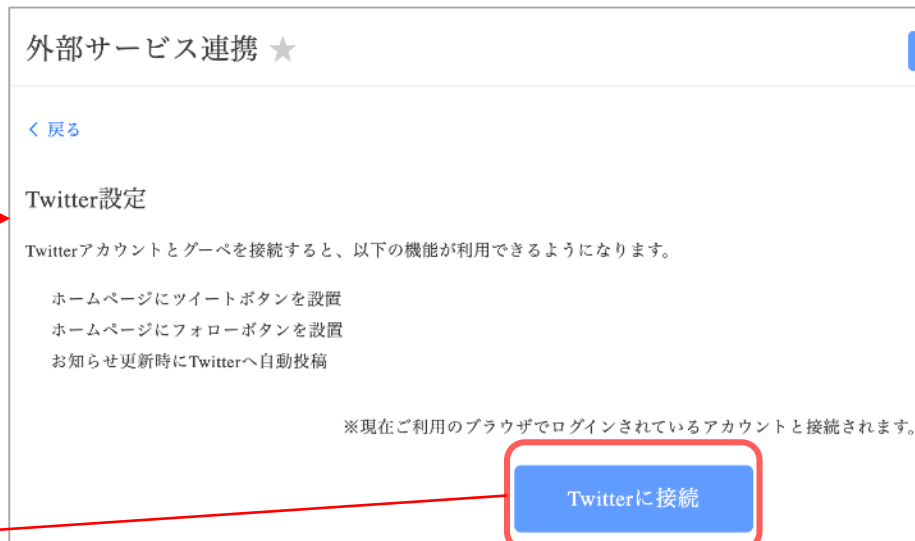 外部サービス連携 ★
< 戻る
Twitter設定
Twitterアカウントとグーペを接続すると、以下の機能が利用できるようになります。
ホームページにツイートボタンを設置
ホームページにフォローボタンを設置
お知らせ更新時にTwitterへ自動投稿
※現在ご利用のブラウザでログインされているアカウントと接続されます。
Twitterに接続